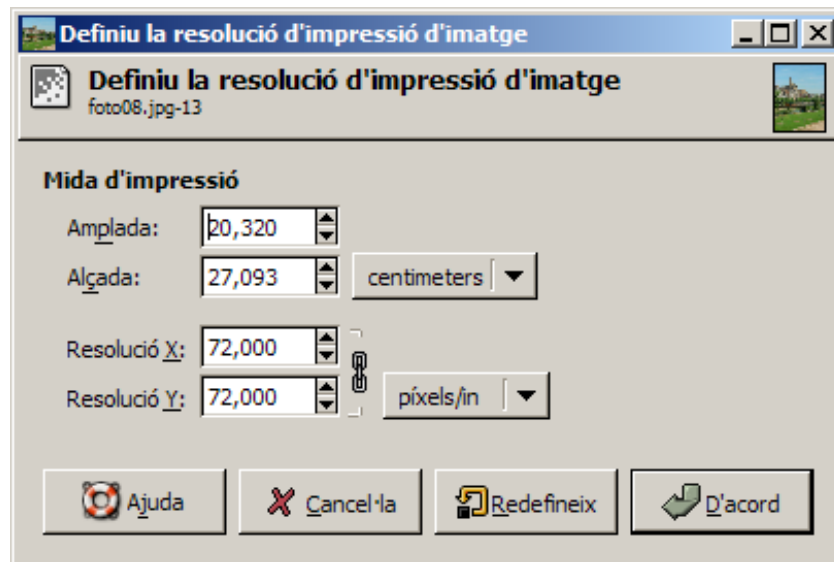 Definiu la resolució d'impressió d'imatge
Definiu la resolució d'impressió d'imatge
foto08.jpg-13
Mida d'impressió
Amplada: 20,320
Alçada: 27,093 centimeters
Resolució X: 72,000
Resolució Y: 72,000 píxels/in
Ajuda Cancel·la Redefineix D'acord